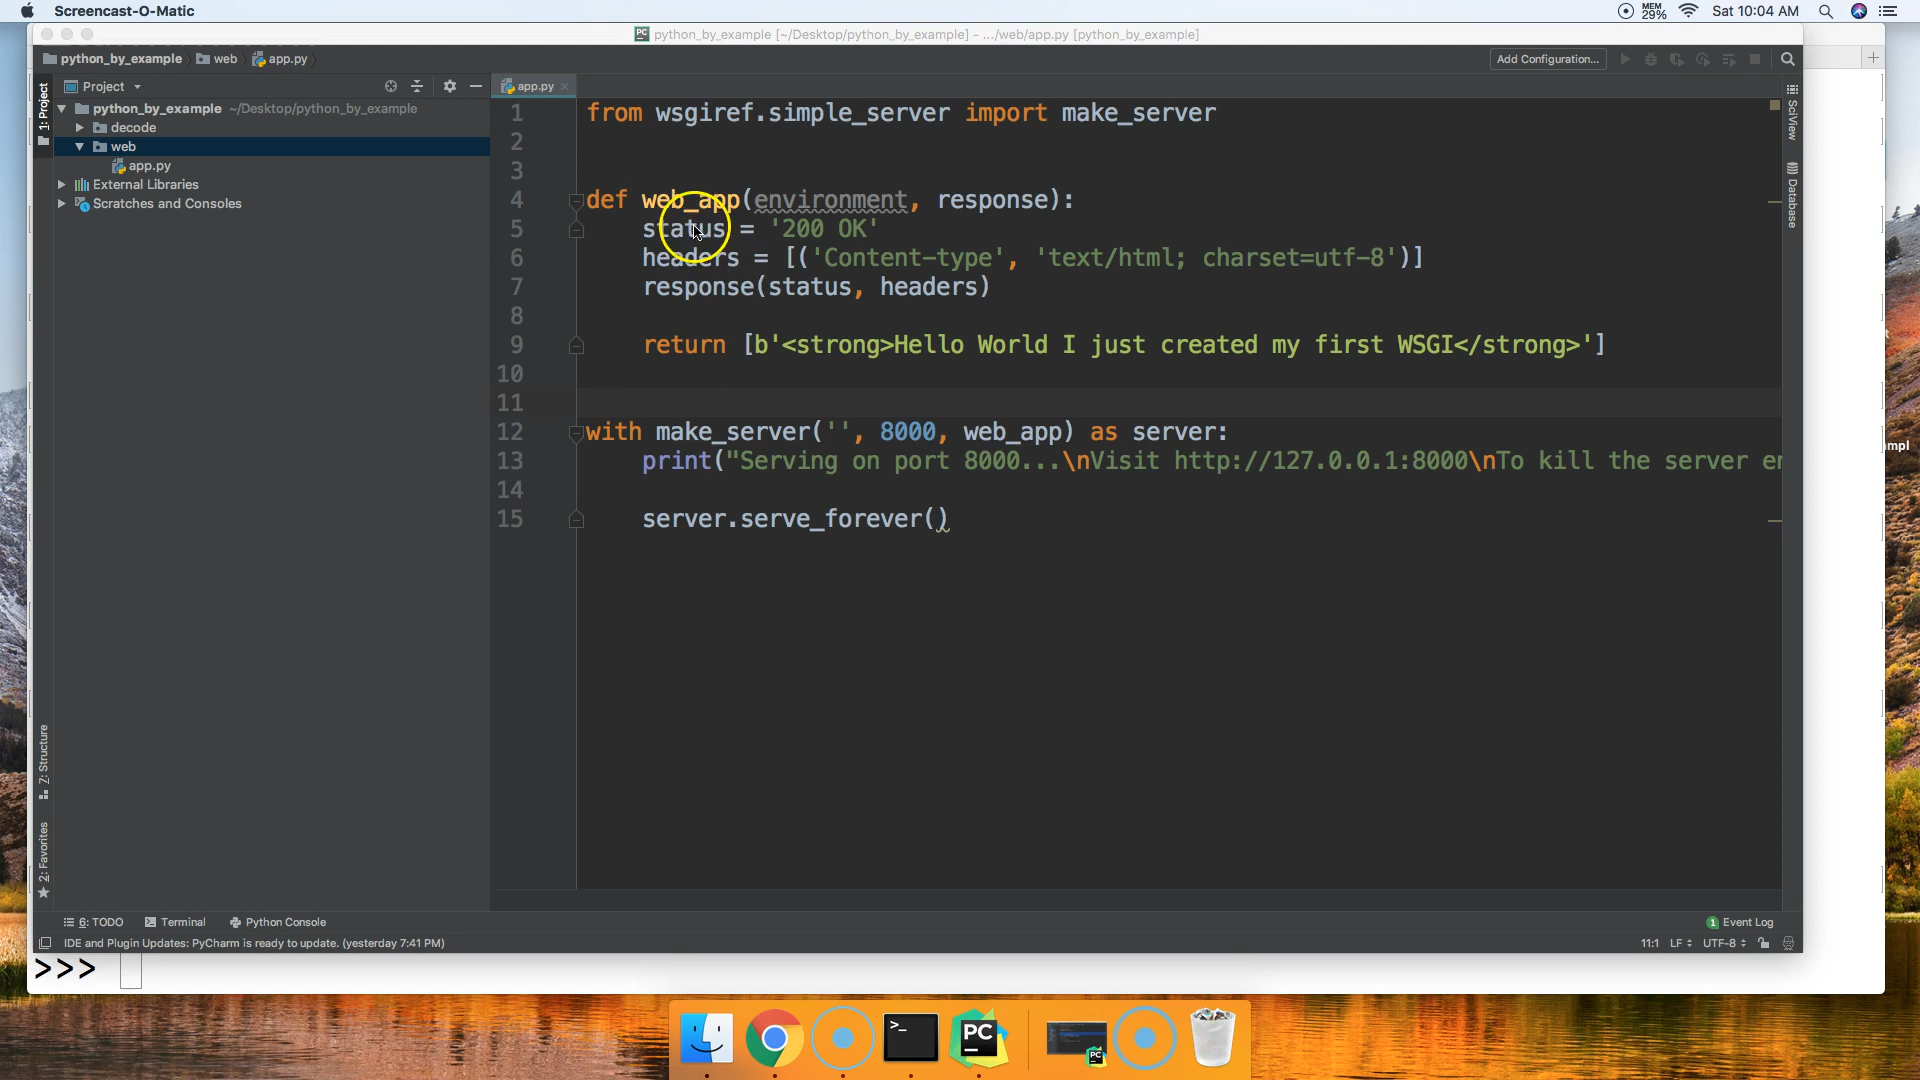 Screencast-O-Matic
MEM
29%
Sat 10:04 AM
PC python_by_example [~/Desktop/python_by_example] - .../web/app.py [python_by_example]
python_by_example
web
app.py
Add Configuration...
1: Project
Project
app.py
python_by_example ~/Desktop/python_by_example
decode
web
app.py
External Libraries
Scratches and Consoles
1 from wsgiref.simple_server import make_server
2
3
4 def web_app(environment, response):
5 status = '200 OK'
6 headers = [('Content-type', 'text/html; charset=utf-8')]
7 response(status, headers)
8
9 return [b'<strong>Hello World I just created my first WSGI</strong>']
10
11
12 with make_server('', 8000, web_app) as server:
13 print("Serving on port 8000...\nVisit http://127.0.0.1:8000\nTo kill the server
14
15 server.serve_forever()
SciView
Database
7: Structure
2: Favorites
6: TODO
Terminal
Python Console
1 Event Log
IDE and Plugin Updates: PyCharm is ready to update. (yesterday 7:41 PM)
11:1 LF UTF-8
>>>
>_
PC
PC